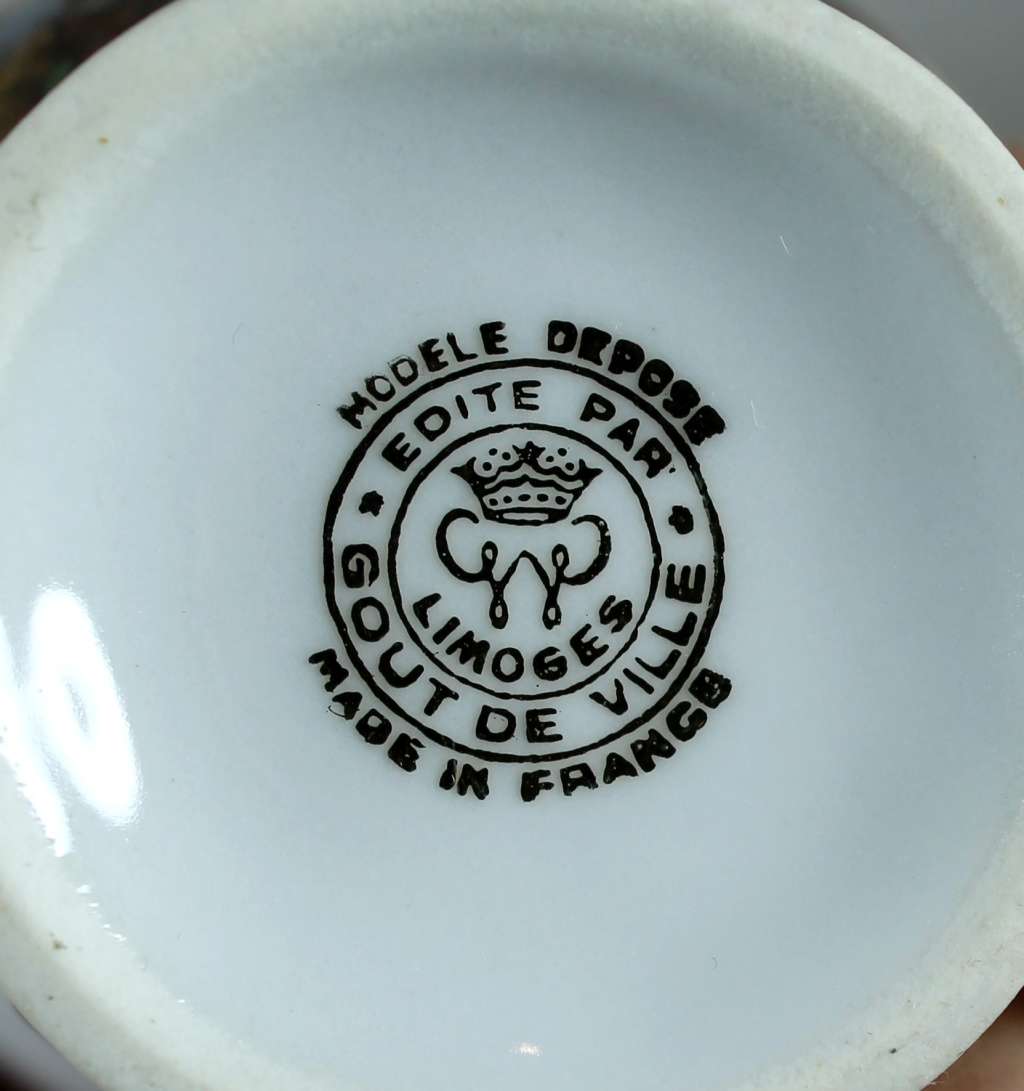 MODELE DEPOSE
EDITE PAR
GOUT DE VILLE
LIMOGES
MADE IN FRANCE